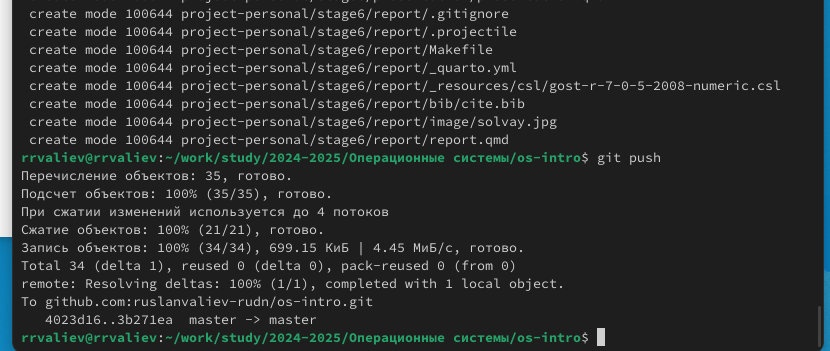 create mode 100644 project-personal/stage6/report/.gitignore
create mode 100644 project-personal/stage6/report/.projectile
create mode 100644 project-personal/stage6/report/Makefile
create mode 100644 project-personal/stage6/report/_quarto.yml
create mode 100644 project-personal/stage6/report/_resources/csl/gost-r-7-0-5-2008-numeric.csl
create mode 100644 project-personal/stage6/report/bib/cite.bib
create mode 100644 project-personal/stage6/report/image/solvay.jpg
create mode 100644 project-personal/stage6/report/report.qmd
rrvaliev@rrvaliev:~/work/study/2024-2025/Операционные системы/os-intro$ git push
Перечисление объектов: 35, готово.
Подсчет объектов: 100% (35/35), готово.
При сжатии изменений используется до 4 потоков
Сжатие объектов: 100% (21/21), готово.
Запись объектов: 100% (34/34), 699.15 КиБ | 4.45 МиБ/с, готово.
Total 34 (delta 1), reused 0 (delta 0), pack-reused 0 (from 0)
remote: Resolving deltas: 100% (1/1), completed with 1 local object.
To github.com:ruslanvaliev-rudn/os-intro.git
4023d16..3b271ea  master -> master
rrvaliev@rrvaliev:~/work/study/2024-2025/Операционные системы/os-intro$